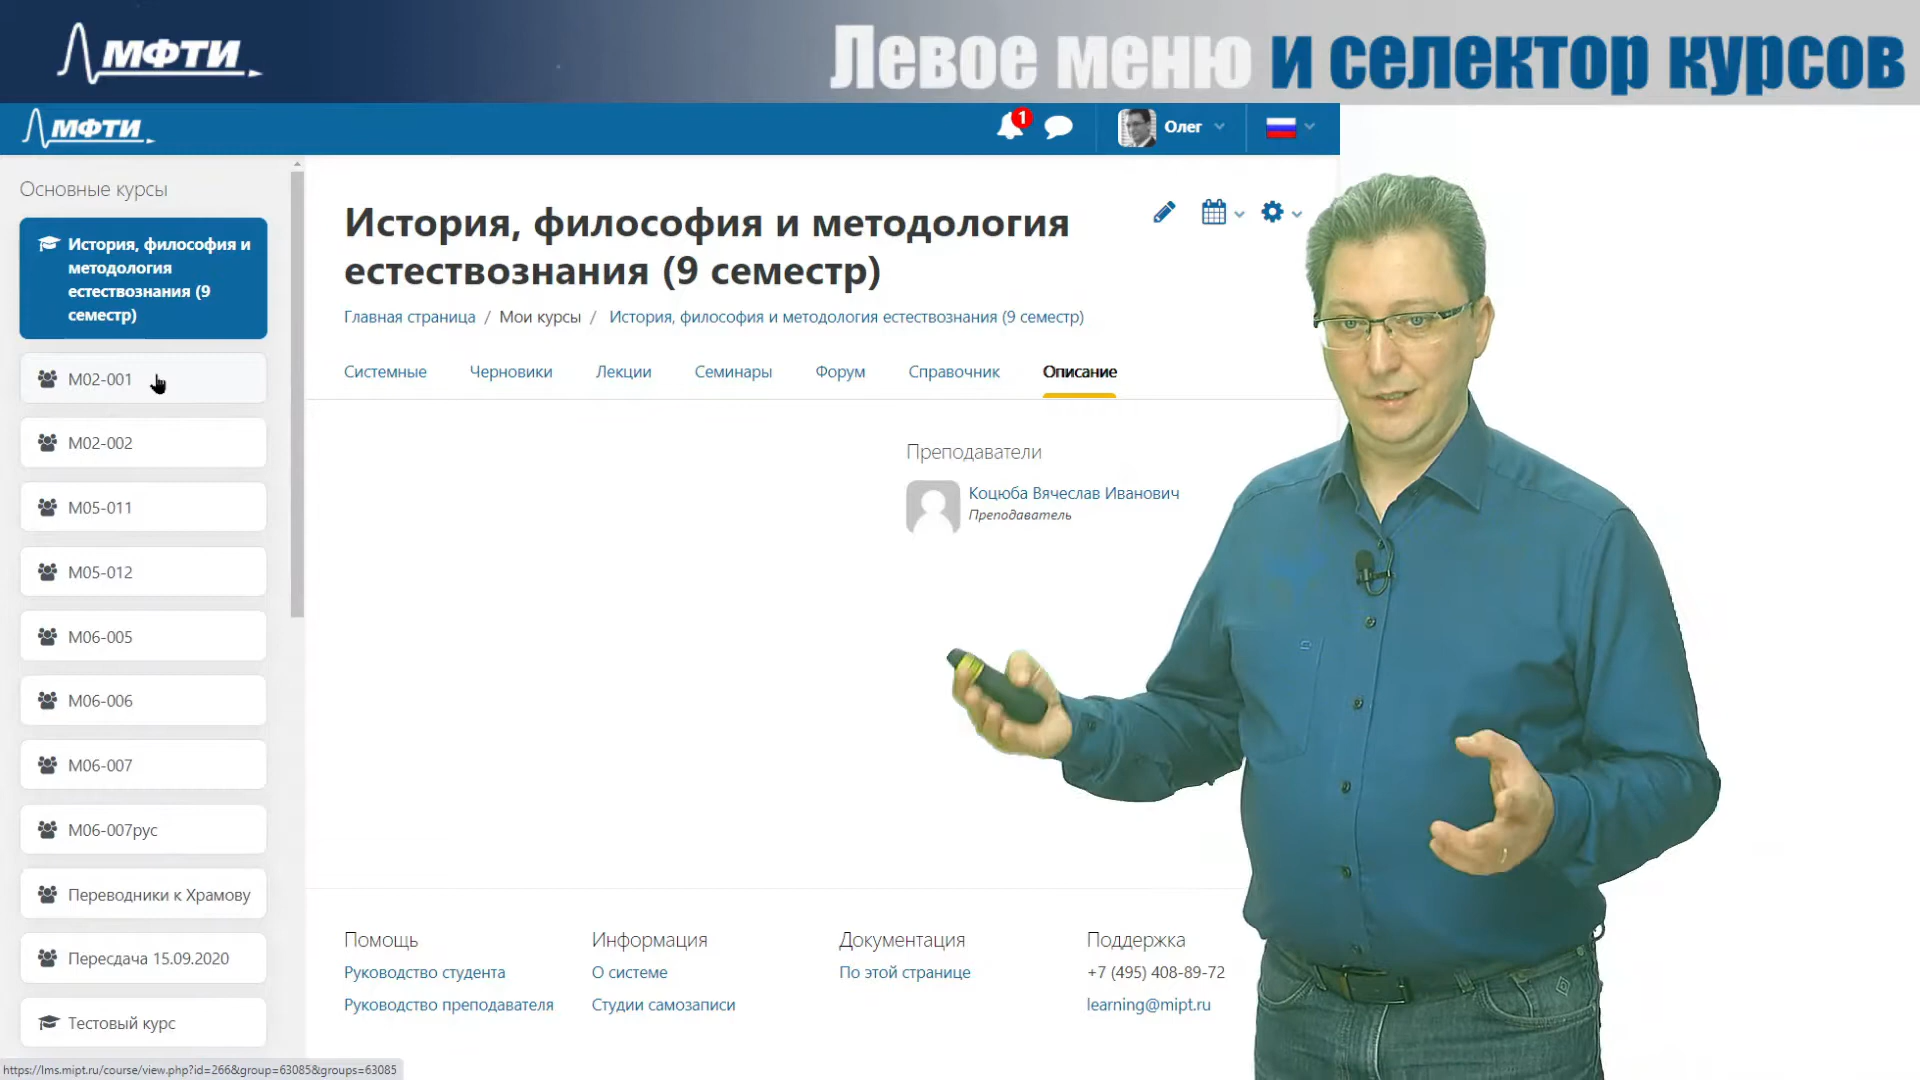 МФТИ
Левое меню и селектор курсов
МФТИ
1
Олег
Основные курсы
История, философия и
методология
естествознания (9
семестр)
М02-001
М02-002
М05-011
М05-012
М06-005
М06-006
М06-007
М06-007рус
Переводники к Храмову
Пересдача 15.09.2020
Тестовый курс
История, философия и методология
естествознания (9 семестр)
Главная страница / Мои курсы / История, философия и методология естествознания (9 семестр)
Системные Черновики Лекции Семинары Форум Справочник Описание
Преподаватели
Коцюба Вячеслав Иванович
Преподаватель
Помощь
Руководство студента
Руководство преподавателя
Информация
О системе
Студии самозаписи
Документация
По этой странице
Поддержка
+7 (495) 408-89-72
learning@mipt.ru
https://lms.mipt.ru/course/view.php?id=266&group=63085&groups=63085